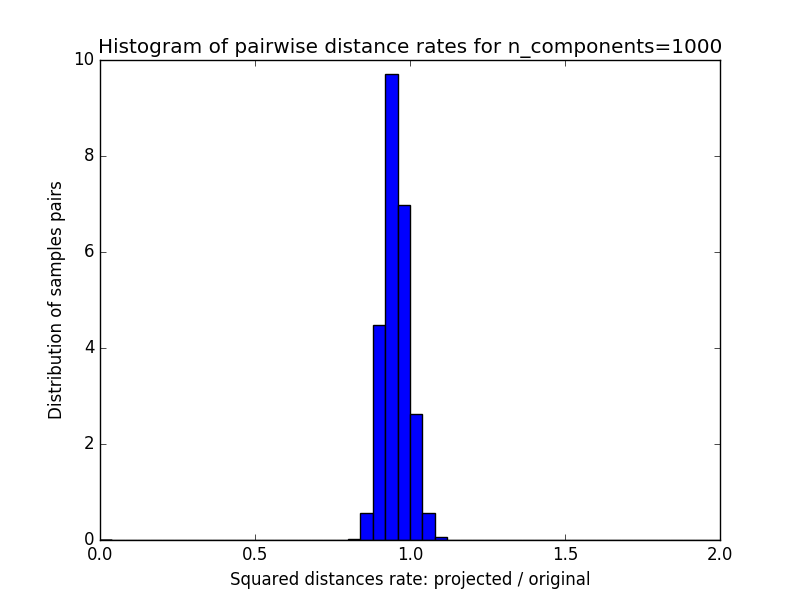 Histogram of pairwise distance rates for n_components=1000
10
8
6
4
2
0
Distribution of samples pairs
0.0 0.5 1.0 1.5 2.0
Squared distances rate: projected / original